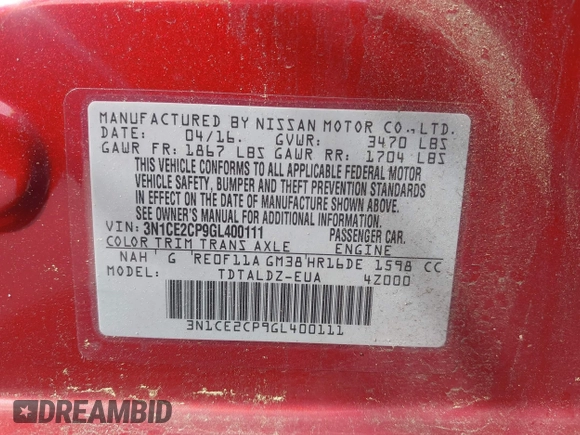 MANUFACTURED BY NISSAN MOTOR CO.,LTD.
DATE: 04/16. GVWR: 3470 LBS
GAWR FR: 1867 LBS GAWR RR: 1704 LBS
THIS VEHICLE CONFORMS TO ALL APPLICABLE FEDERAL MOTOR
VEHICLE SAFETY, BUMPER AND THEFT PREVENTION STANDARDS
IN EFFECT ON THE DATE OF MANUFACTURE SHOWN ABOVE.
SEE OWNER'S MANUAL FOR ADDITIONAL INFORMATION.
VIN: 3N1CE2CP9GL400111 PASSENGER CAR.
COLOR TRIM TRANS AXLE ENGINE
NAH ' G 'RE0F11A GM38'HR16DE 1598 CC
MODEL: TDTALDZ-EUA 4Z000
3N1CE2CP9GL400111
DREAMBID